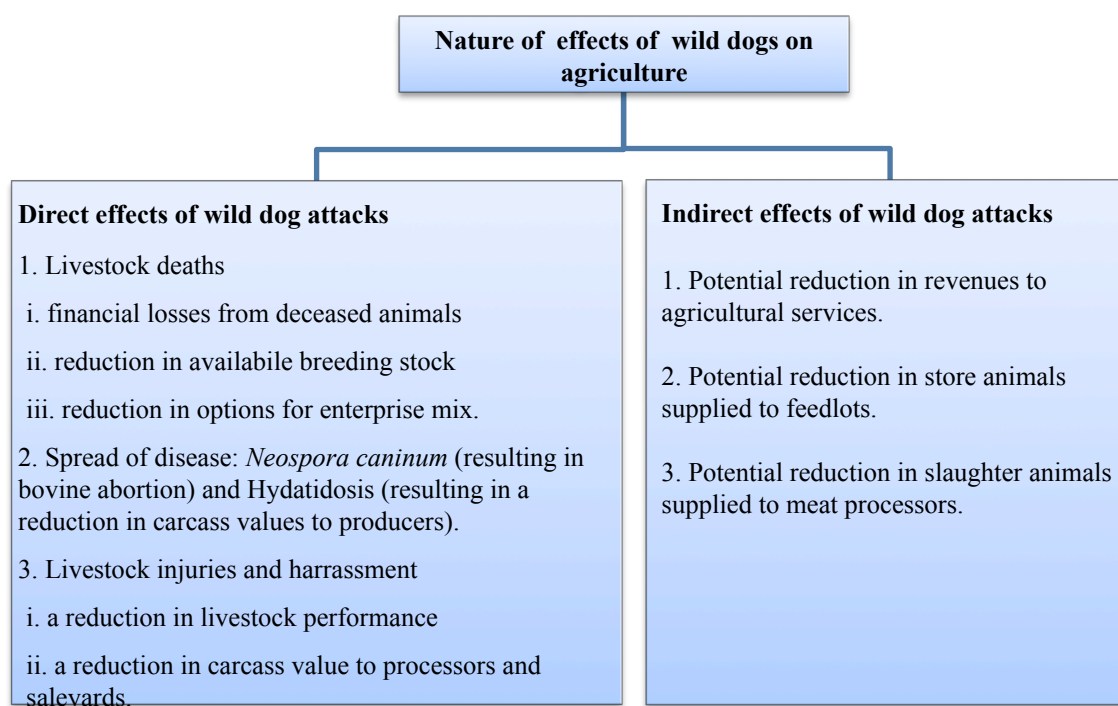 Nature of effects of wild dogs on
agriculture
Direct effects of wild dog attacks
1. Livestock deaths
i. financial losses from deceased animals
ii. reduction in availabile breeding stock
iii. reduction in options for enterprise mix.
2. Spread of disease: Neospora caninum (resulting in
bovine abortion) and Hydatidosis (resulting in a
reduction in carcass values to producers).
3. Livestock injuries and harrassment
i. a reduction in livestock performance
ii. a reduction in carcass value to processors and
saleyards.
Indirect effects of wild dog attacks
1. Potential reduction in revenues to
agricultural services.
2. Potential reduction in store animals
supplied to feedlots.
3. Potential reduction in slaughter animals
supplied to meat processors.